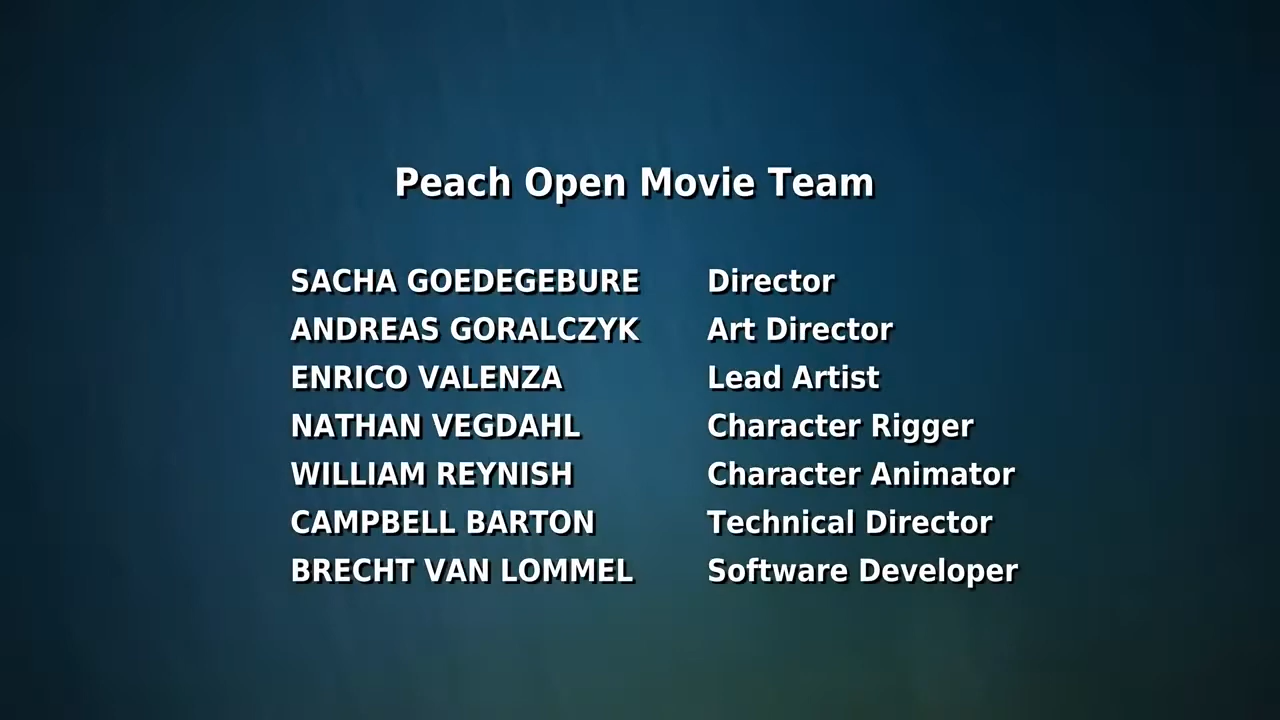 Peach Open Movie Team
SACHA GOEDEGEBURE Director
ANDREAS GORALCZYK Art Director
ENRICO VALENZA Lead Artist
NATHAN VEGDAHL Character Rigger
WILLIAM REYNISH Character Animator
CAMPBELL BARTON Technical Director
BRECHT VAN LOMMEL Software Developer